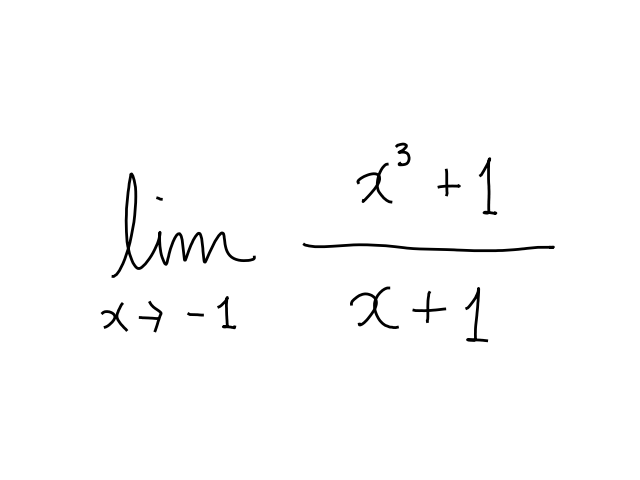 lim x³ + 1
x → -1 x + 1